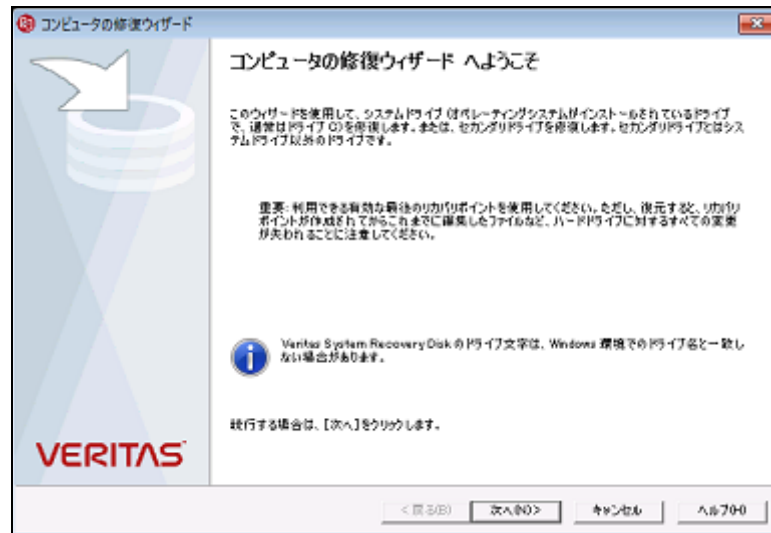 コンピュータの修復ウィザード
コンピュータの修復ウィザード へようこそ
このウィザードを使用して、システムドライブ (オペレーティングシステムがインストールされているドライブ
で、通常はドライブ C)を修復します。または、セカンダリドライブを修復します。セカンダリドライブとはシス
テムドライブ以外のドライブです。
重要: 利用できる有効な最後のリカバリポイントを使用してください。ただし、復元すると、リカバリ
ポイントが作成されてからこれまでに編集したファイルなど、ハードドライブに対するすべての変更
が失われることに注意してください。
Veritas System Recovery Disk のドライブ文字は、Windows 環境でのドライブ名と一致し
ない場合があります。
続行する場合は、[次へ]をクリックします。
VERITAS
< 戻る(B)
次へ(N)>
キャンセル
ヘルプ(H)